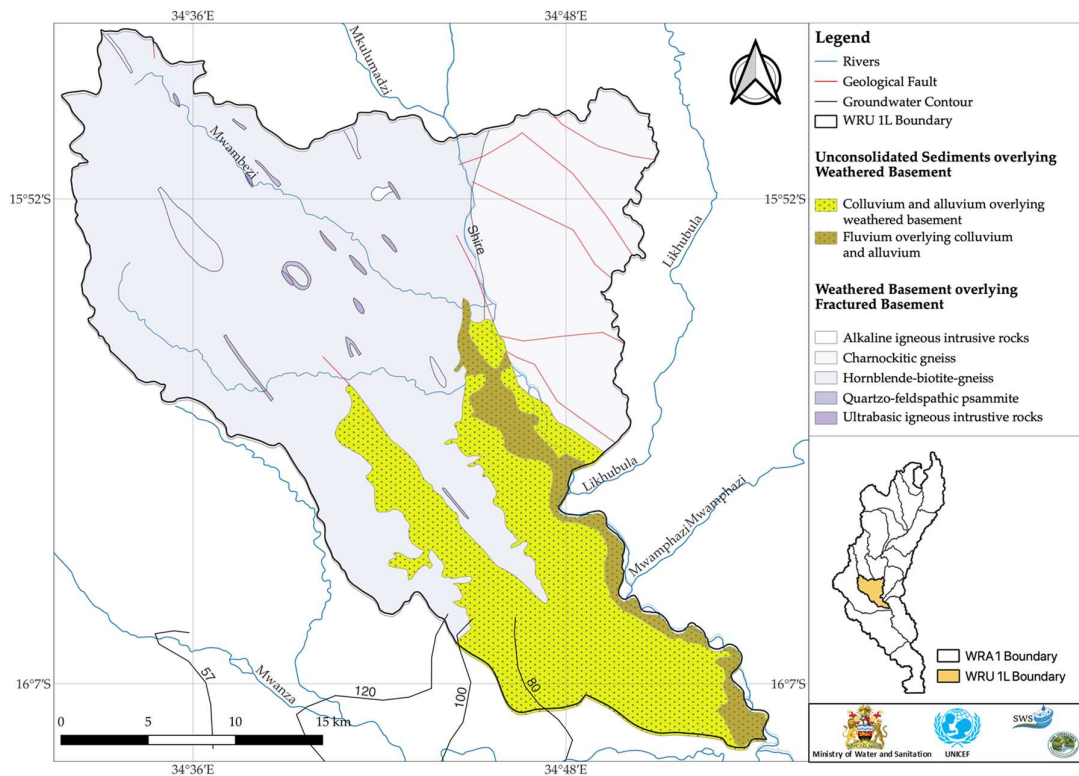 34°36'E
34°48'E
Mkulumadzi
Mwambezi
15°52'S
15°52'S
Shire
Likhubula
Likhubula
Mwamphazi
Mwamphazi
Mwanza
57
120
100
80
16°7'S
16°7'S
0 5 10 15 km
34°36'E
34°48'E
Legend
Rivers
Geological Fault
Groundwater Contour
WRU 1L Boundary
Unconsolidated Sediments overlying
Weathered Basement
Colluvium and alluvium overlying
weathered basement
Fluvium overlying colluvium
and alluvium
Weathered Basement overlying
Fractured Basement
Alkaline igneous intrusive rocks
Charnockitic gneiss
Hornblende-biotite-gneiss
Quartzo-feldspathic psammite
Ultrabasic igneous intrustive rocks
WRA 1 Boundary
WRU 1L Boundary
Ministry of Water and Sanitation
UNICEF
SWS